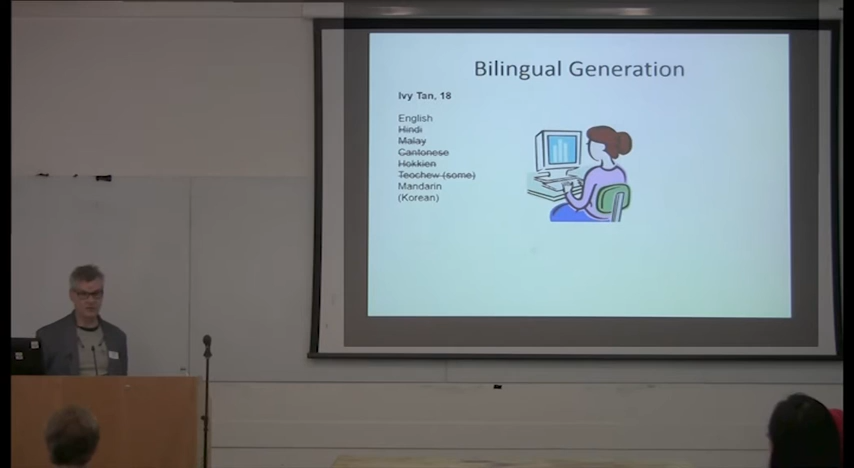 Bilingual Generation
Ivy Tan, 18
English
Hindi
Malay
Cantonese
Hokkien
Teochew (some)
Mandarin
(Korean)